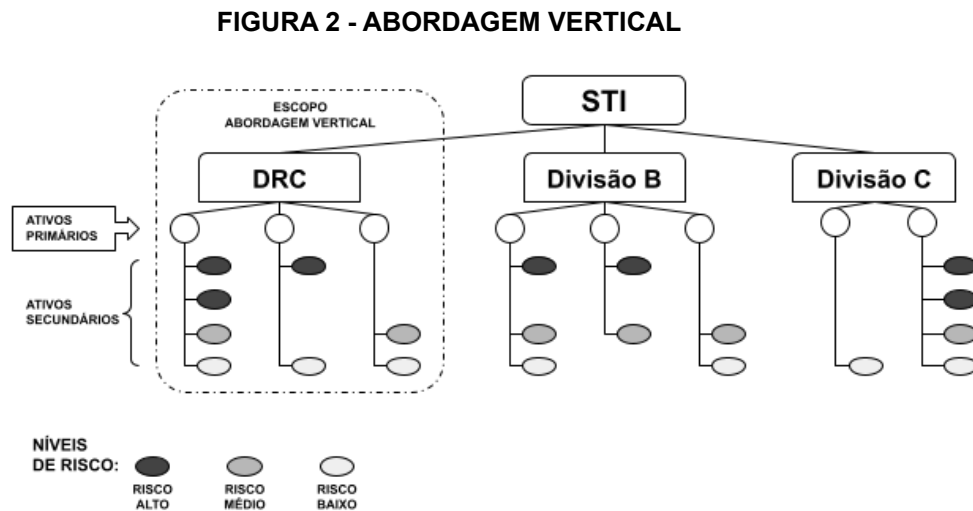 FIGURA 2 - ABORDAGEM VERTICAL
ESCOPO
ABORDAGEM VERTICAL
STI
DRC
Divisão B
Divisão C
ATIVOS
PRIMÁRIOS
ATIVOS
SECUNDÁRIOS
NÍVEIS
DE RISCO:
RISCO
ALTO
RISCO
MÉDIO
RISCO
BAIXO